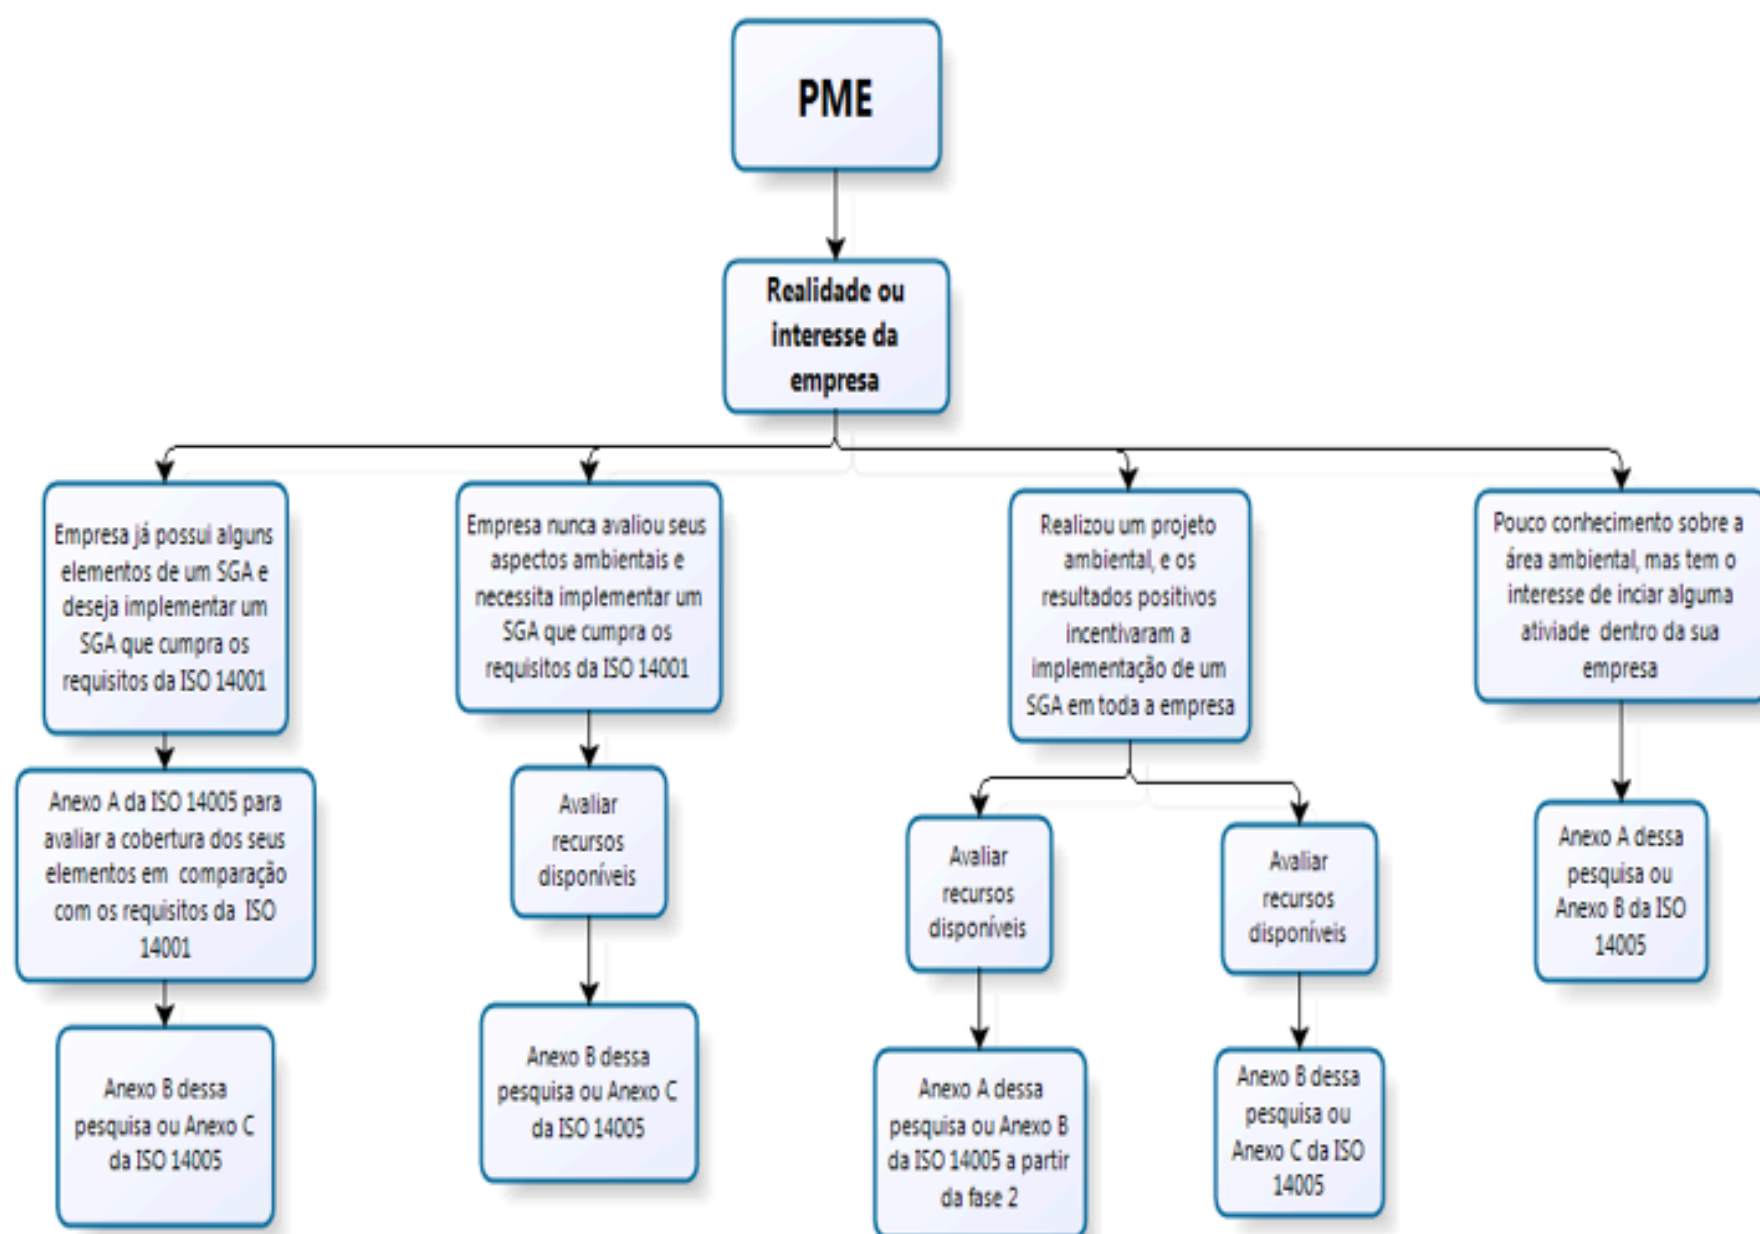 PME
Realidade ou
interesse da
empresa
Empresa já possui alguns
elementos de um SGA e
deseja implementar um
SGA que cumpra os
requisitos da ISO 14001
Empresa nunca avaliou seus
aspectos ambientais e
necessita implementar um
SGA que cumpra os
requisitos da ISO 14001
Realizou um projeto
ambiental, e os
resultados positivos
incentivaram a
implementação de um
SGA em toda a empresa
Pouco conhecimento sobre a
área ambiental, mas tem o
interesse de inciar alguma
ativiade dentro da sua
empresa
Anexo A da ISO 14005 para
avaliar a cobertura dos seus
elementos em comparação
com os requisitos da ISO
14001
Avaliar
recursos
disponíveis
Avaliar
recursos
disponíveis
Avaliar
recursos
disponíveis
Anexo A dessa
pesquisa ou
Anexo B da ISO
14005
Anexo B dessa
pesquisa ou Anexo C
da ISO 14005
Anexo B dessa
pesquisa ou Anexo C
da ISO 14005
Anexo A dessa
pesquisa ou Anexo B
da ISO 14005 a partir
da fase 2
Anexo B dessa
pesquisa ou
Anexo C da ISO
14005